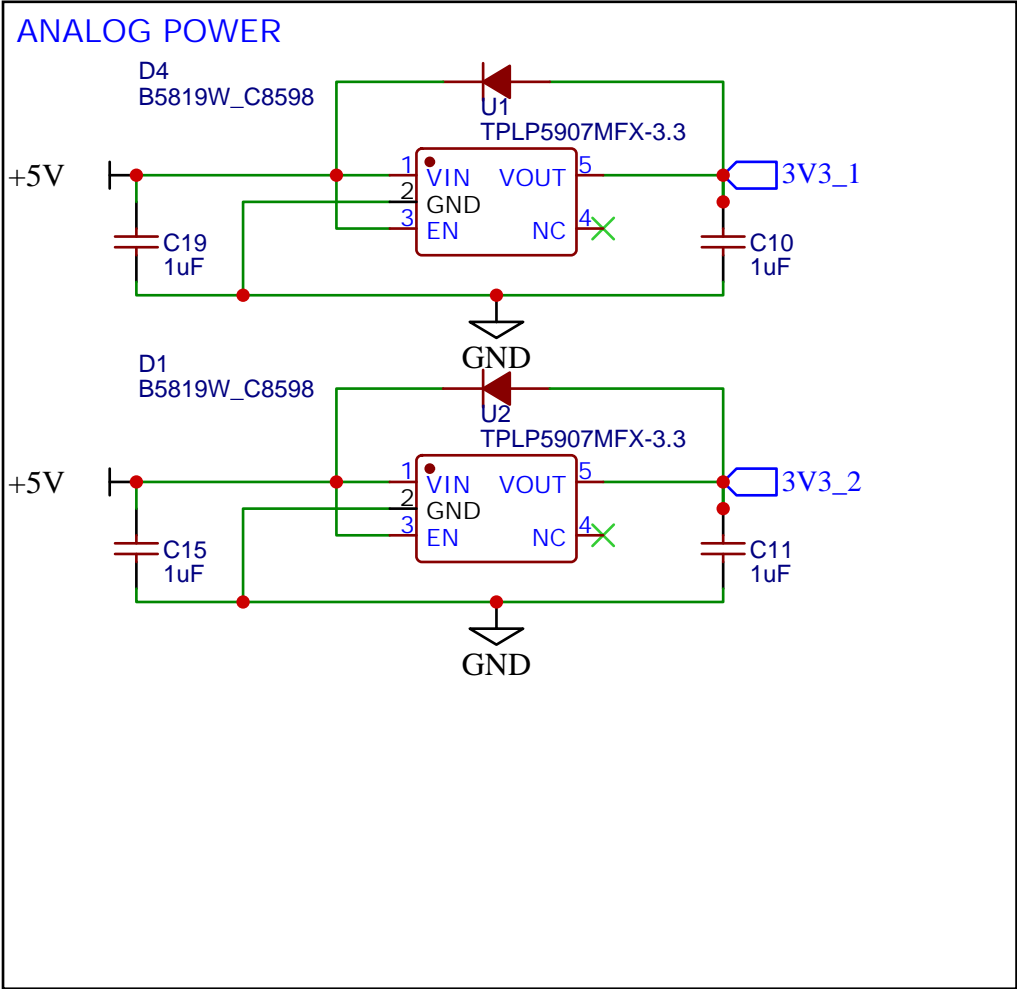 ANALOG POWER
D4
B5819W_C8598
U1
TPLP5907MFX-3.3
+5V
1
VIN
VOUT
5
3V3_1
2
GND
3
EN
NC
4
C19
1uF
C10
1uF
GND
D1
B5819W_C8598
U2
TPLP5907MFX-3.3
+5V
1
VIN
VOUT
5
3V3_2
2
GND
3
EN
NC
4
C15
1uF
C11
1uF
GND